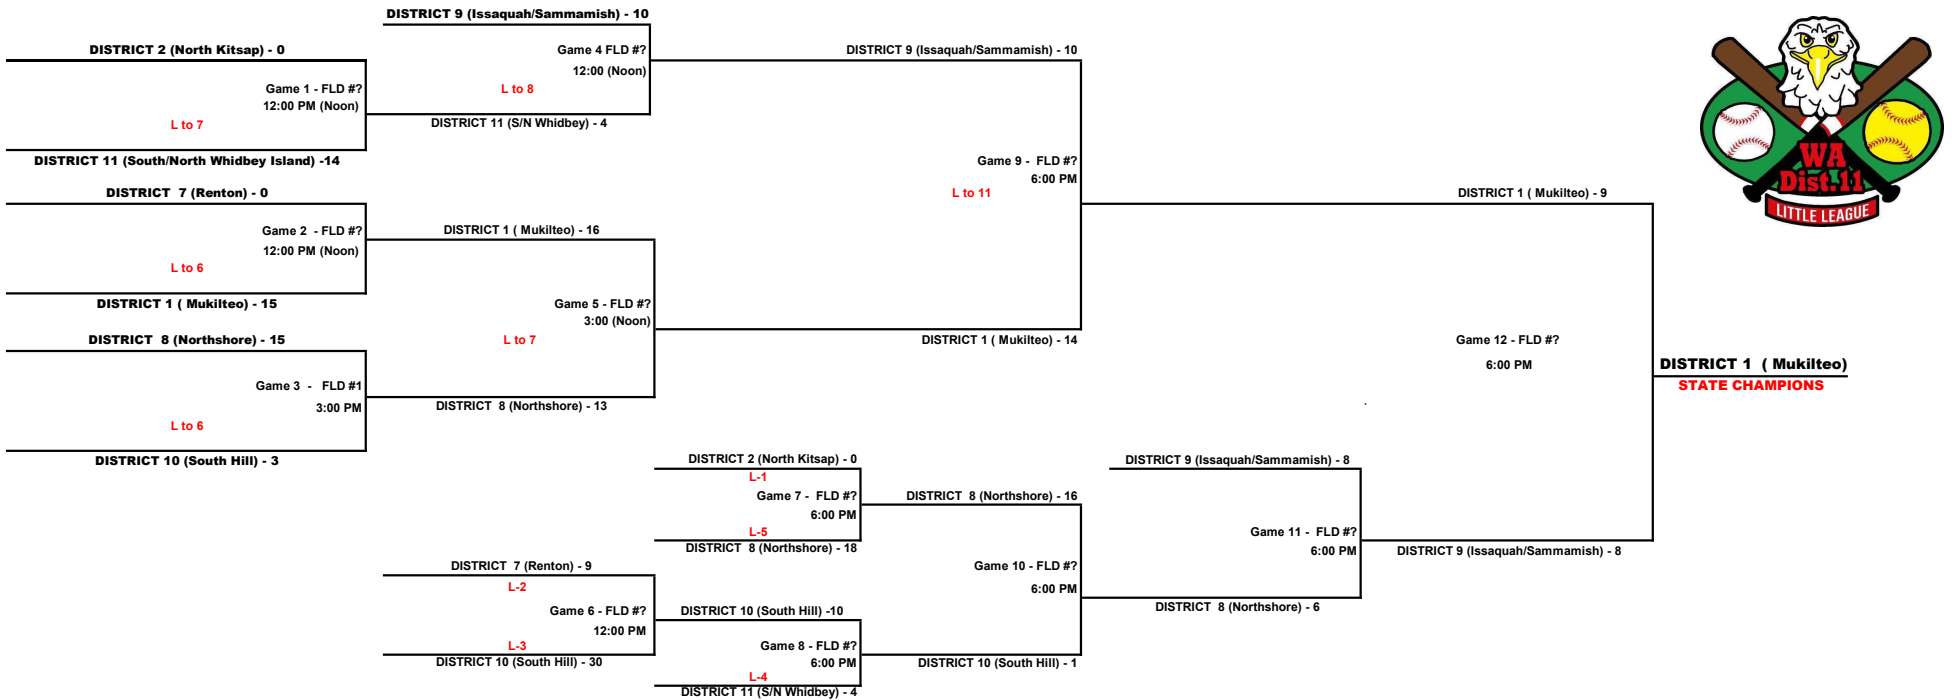 DISTRICT 9 (Issaquah/Sammamish) - 10
DISTRICT 2 (North Kitsap) - 0
Game 4 FLD #?
DISTRICT 9 (Issaquah/Sammamish) - 10
12:00 (Noon)
Game 1 - FLD #?
L to 8
12:00 PM (Noon)
L to 7
DISTRICT 11 (S/N Whidbey) - 4
DISTRICT 11 (South/North Whidbey Island) -14
Game 9 - FLD #?
6:00 PM
WA
Dist.11
LITTLE LEAGUE
DISTRICT 7 (Renton) - 0
L to 11
DISTRICT 1 ( Mukilteo) - 9
Game 2 - FLD #?
DISTRICT 1 ( Mukilteo) - 16
12:00 PM (Noon)
L to 6
DISTRICT 1 ( Mukilteo) - 15
Game 5 - FLD #?
3:00 (Noon)
DISTRICT 8 (Northshore) - 15
L to 7
DISTRICT 1 ( Mukilteo) - 14
Game 12 - FLD #?
6:00 PM
DISTRICT 1 ( Mukilteo)
STATE CHAMPIONS
Game 3 - FLD #1
3:00 PM
DISTRICT 8 (Northshore) - 13
`
L to 6
DISTRICT 10 (South Hill) - 3
DISTRICT 2 (North Kitsap) - 0
DISTRICT 9 (Issaquah/Sammamish) - 8
L-1
Game 7 - FLD #?
DISTRICT 8 (Northshore) - 16
6:00 PM
L-5
Game 11 - FLD #?
DISTRICT 8 (Northshore) - 18
6:00 PM
DISTRICT 9 (Issaquah/Sammamish) - 8
DISTRICT 7 (Renton) - 9
Game 10 - FLD #?
L-2
6:00 PM
Game 6 - FLD #?
DISTRICT 10 (South Hill) -10
DISTRICT 8 (Northshore) - 6
12:00 PM
L-3
Game 8 - FLD #?
DISTRICT 10 (South Hill) - 30
6:00 PM
DISTRICT 10 (South Hill) - 1
L-4
DISTRICT 11 (S/N Whidbey) - 4